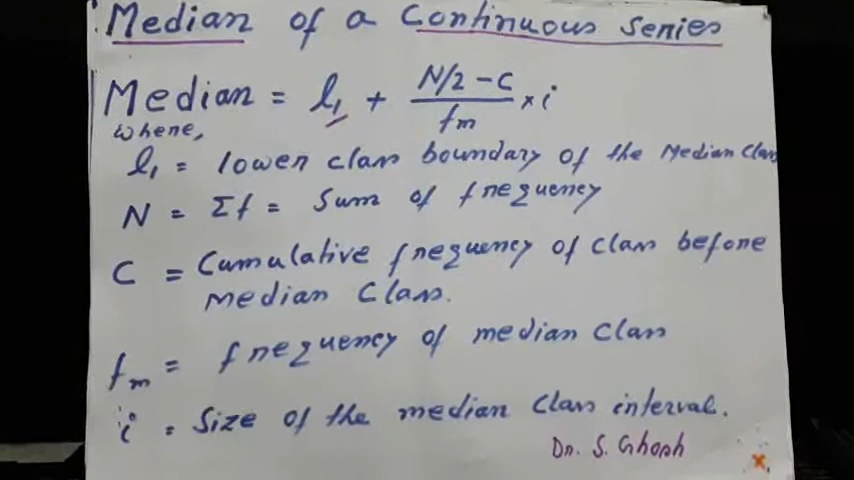 Median of a Continuous Series
Median = l₁ + (N/2 - C)/fm × i
where,
l₁ = lower class boundary of the Median Class
N = Σf = Sum of frequency
C = Cumulative frequency of class before
median Class.
fm = frequency of median Class
i = Size of the median Class interval.
Dr. S. Ghosh